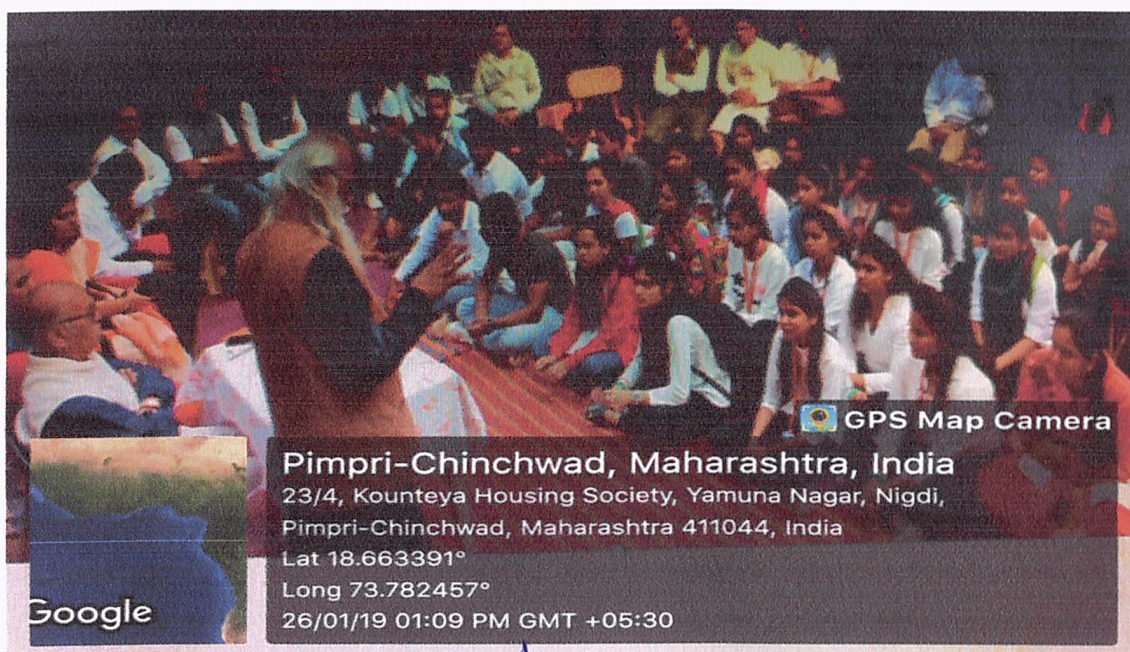 GPS Map Camera
Pimpri-Chinchwad, Maharashtra, India
23/4, Kounteya Housing Society, Yamuna Nagar, Nigdi,
Pimpri-Chinchwad, Maharashtra 411044, India
Lat 18.663391°
Long 73.782457°
26/01/19 01:09 PM GMT +05:30
Google